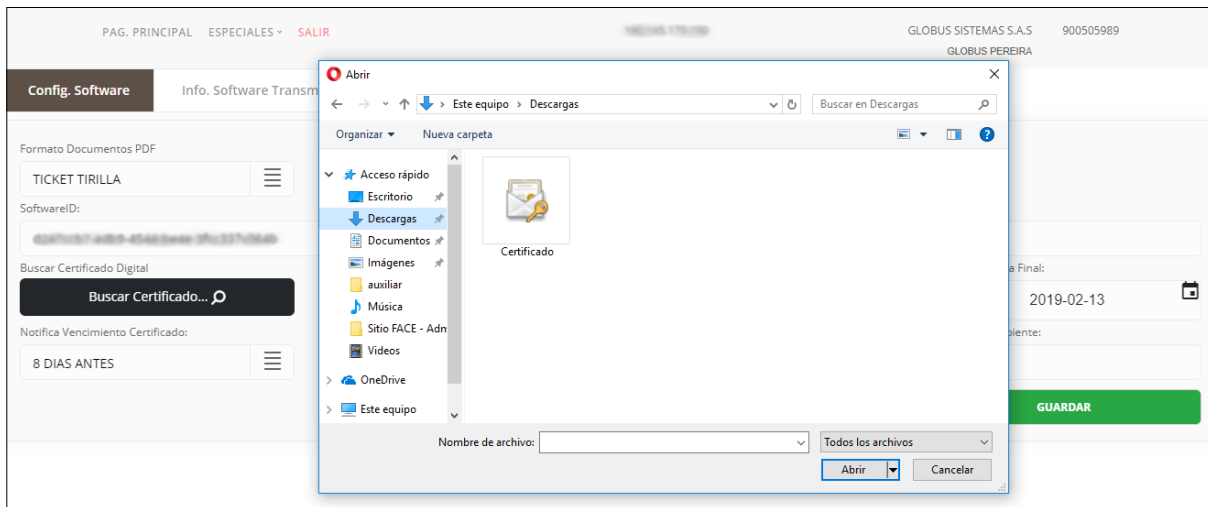 PAG. PRINCIPAL ESPECIALES SALIR
GLOBUS SISTEMAS S.A.S 900505989
GLOBUS PEREIRA
Config. Software
Info. Software Transm
Formato Documentos PDF
TICKET TIRILLA
SoftwareID:
Buscar Certificado Digital
Buscar Certificado...
Notifica Vencimiento Certificado:
8 DIAS ANTES
a Final:
2019-02-13
biente:
GUARDAR
Abrir
Este equipo > Descargas
Buscar en Descargas
Organizar
Nueva carpeta
Acceso rápido
Escritorio
Descargas
Documentos
Imágenes
auxiliar
Música
Sitio FACE - Adm
Videos
OneDrive
Este equipo
Certificado
Nombre de archivo:
Todos los archivos
Abrir
Cancelar